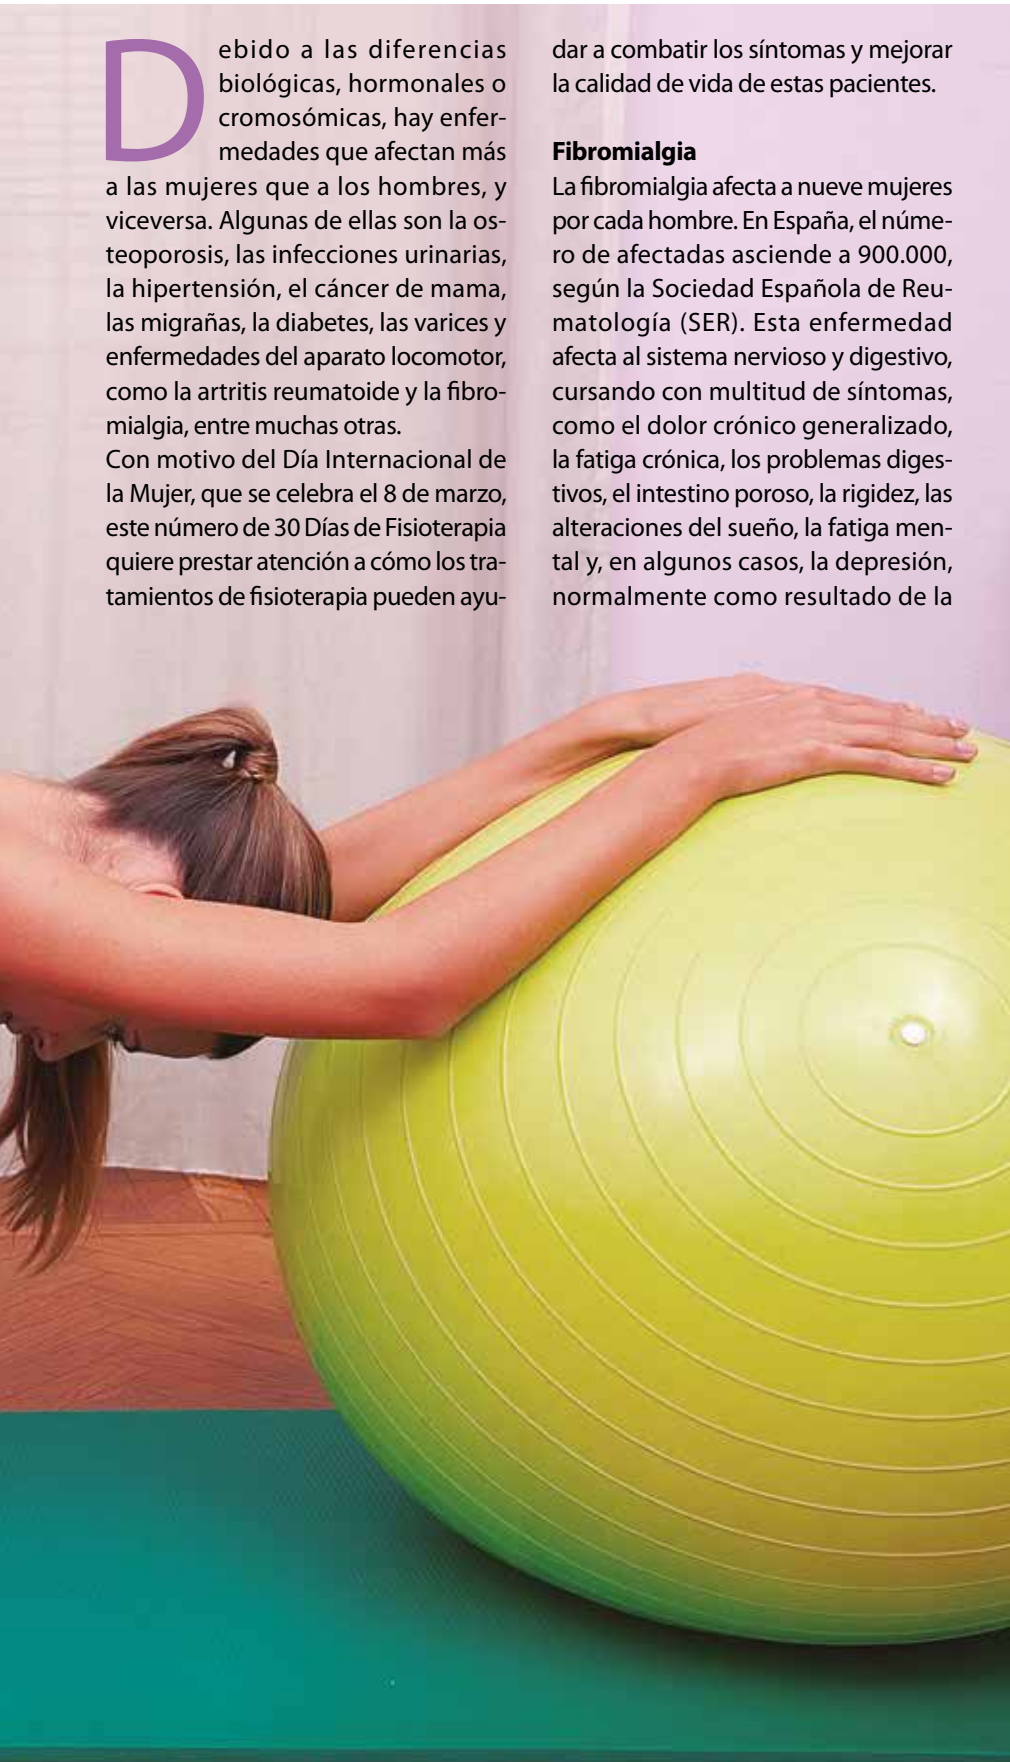 Debido a las diferencias
biológicas, hormonales o
cromosómicas, hay enfer-
medades que afectan más
a las mujeres que a los hombres, y
viceversa. Algunas de ellas son la os-
teoporosis, las infecciones urinarias,
la hipertensión, el cáncer de mama,
las migrañas, la diabetes, las varices y
enfermedades del aparato locomotor,
como la artritis reumatoide y la fibro-
mialgia, entre muchas otras.
Con motivo del Día Internacional de
la Mujer, que se celebra el 8 de marzo,
este número de 30 Días de Fisioterapia
quiere prestar atención a cómo los tra-
tamientos de fisioterapia pueden ayu-
dar a combatir los síntomas y mejorar
la calidad de vida de estas pacientes.
Fibromialgia
La fibromialgia afecta a nueve mujeres
por cada hombre. En España, el núme-
ro de afectadas asciende a 900.000,
según la Sociedad Española de Reu-
matología (SER). Esta enfermedad
afecta al sistema nervioso y digestivo,
cursando con multitud de síntomas,
como el dolor crónico generalizado,
la fatiga crónica, los problemas diges-
tivos, el intestino poroso, la rigidez, las
alteraciones del sueño, la fatiga men-
tal y, en algunos casos, la depresión,
normalmente como resultado de la